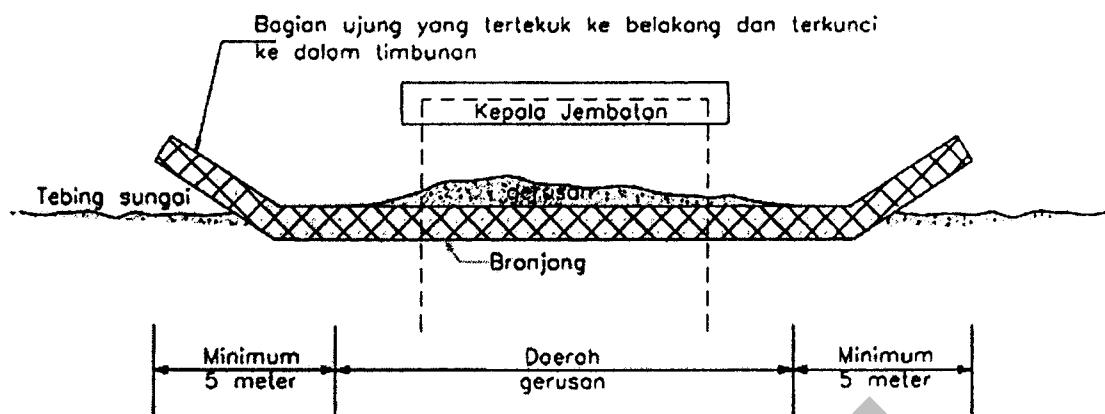 Bagian ujung yang tertekuk ke belakang dan terkunci
ke dalam timbunan
Kepala Jembatan
gerusan
Tebing sungai
Bronjong
Minimum
5 meter
Daerah
gerusan
Minimum
5 meter